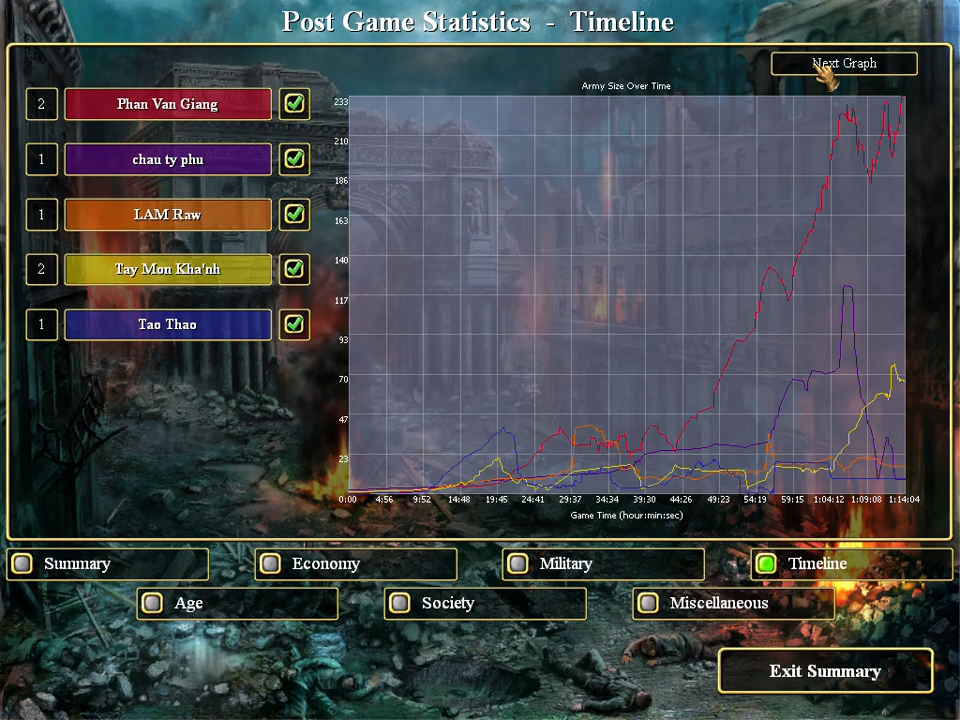 Post Game Statistics - Timeline
Next Graph
Army Size Over Time
2 Phan Van Giang
1 chau ty phu
1 LAM Raw
2 Tay Mon Kha'nh
1 Tao Thao
233
210
186
163
140
117
93
70
47
23
0:00 4:56 9:52 14:48 19:45 24:41 29:37 34:34 39:30 44:26 49:23 54:19 59:15 1:04:12 1:09:08 1:14:04
Game Time (hour:min:sec)
Summary Economy Military Timeline
Age Society Miscellaneous
Exit Summary